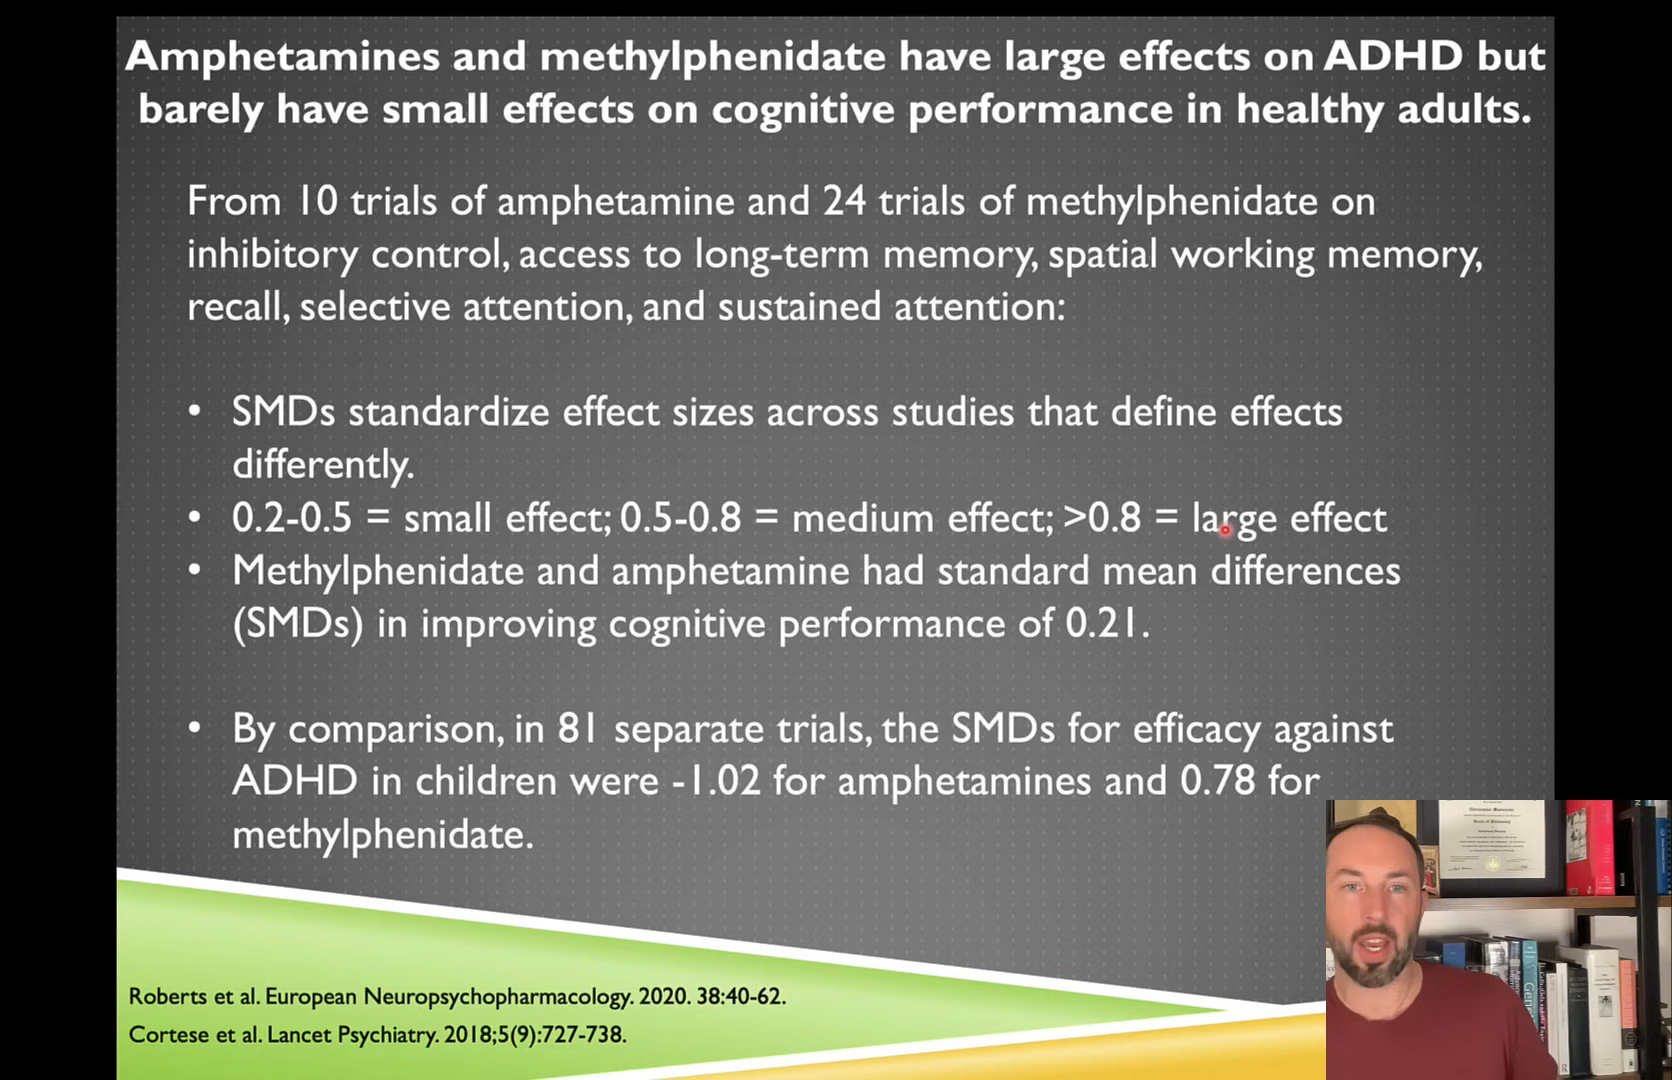 Amphetamines and methylphenidate have large effects on ADHD but
barely have small effects on cognitive performance in healthy adults.
From 10 trials of amphetamine and 24 trials of methylphenidate on
inhibitory control, access to long-term memory, spatial working memory,
recall, selective attention, and sustained attention:
• SMDs standardize effect sizes across studies that define effects
differently.
• 0.2-0.5 = small effect; 0.5-0.8 = medium effect; >0.8 = large effect
• Methylphenidate and amphetamine had standard mean differences
(SMDs) in improving cognitive performance of 0.21.
• By comparison, in 81 separate trials, the SMDs for efficacy against
ADHD in children were -1.02 for amphetamines and 0.78 for
methylphenidate.
Roberts et al. European Neuropsychopharmacology. 2020. 38:40-62.
Cortese et al. Lancet Psychiatry. 2018;5(9):727-738.